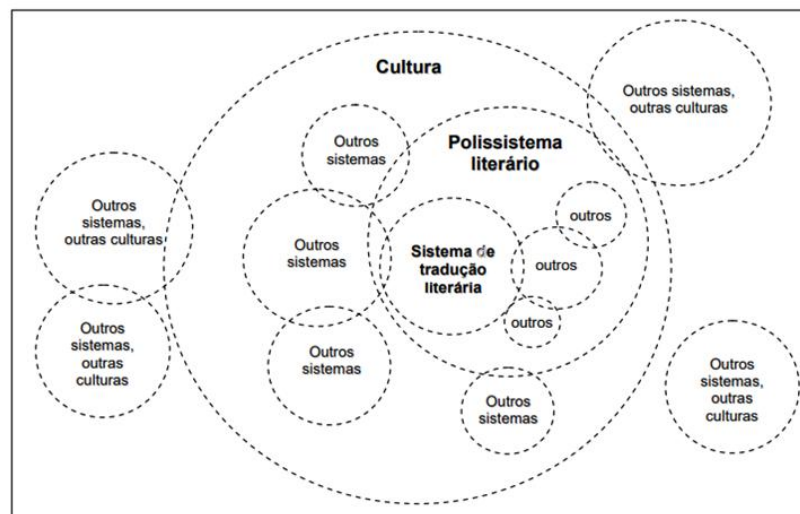 Cultura
Outros sistemas,
outras culturas
Outros
sistemas
Polissistema
literário
Outros
sistemas,
outras culturas
outros
Outros
sistemas
Sistema de
tradução
literária
outros
outros
Outros
sistemas,
outras
culturas
Outros
sistemas
Outros
sistemas,
outras
culturas
Outros
sistemas